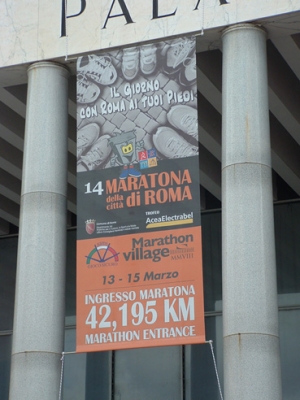 PALA
IL GIORNO
CON ROMA AI TUOI PIEDI
14 MARATONA
della città di ROMA
AceaElectrabel
Marathon
village
MMVIII
13 - 15 Marzo
INGRESSO MARATONA
42,195 KM
MARATHON ENTRANCE